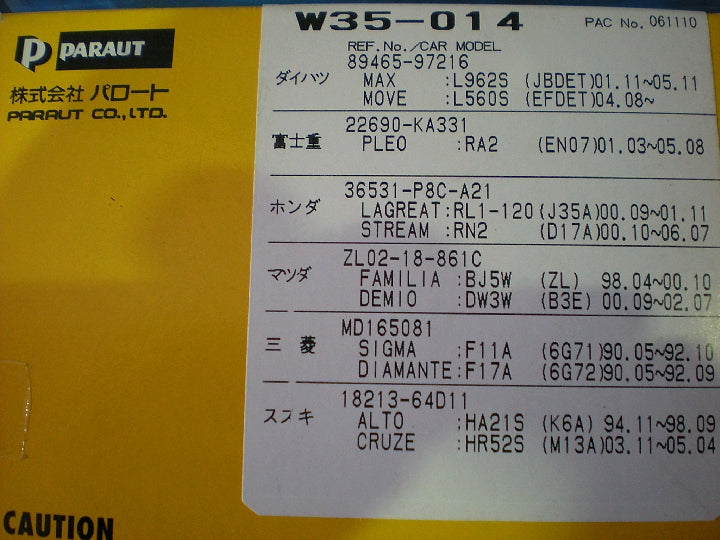 PARAUT
株式会社 パロート
PARAUT CO.,LTD.
W35-014 PAC No. 061110
REF.No./CAR MODEL
ダイハツ 89465-97216
MAX :L962S (JBDET)01.11~05.11
MOVE :L560S (EFDET)04.08~
富士重 22690-KA331
PLEO :RA2 (EN07)01.03~05.08
ホンダ 36531-P8C-A21
LAGREAT:RL1-120(J35A)00.09~01.11
STREAM :RN2 (D17A)00.10~06.07
マツダ ZL02-18-861C
FAMILIA :BJ5W (ZL) 98.04~00.10
DEMIO :DW3W (B3E) 00.09~02.07
三菱 MD165081
SIGMA :F11A (6G71)90.05~92.10
DIAMANTE:F17A (6G72)90.05~92.09
スズキ 18213-64D11
ALTO :HA21S (K6A) 94.11~98.09
CRUZE :HR52S (M13A)03.11~05.04
CAUTION